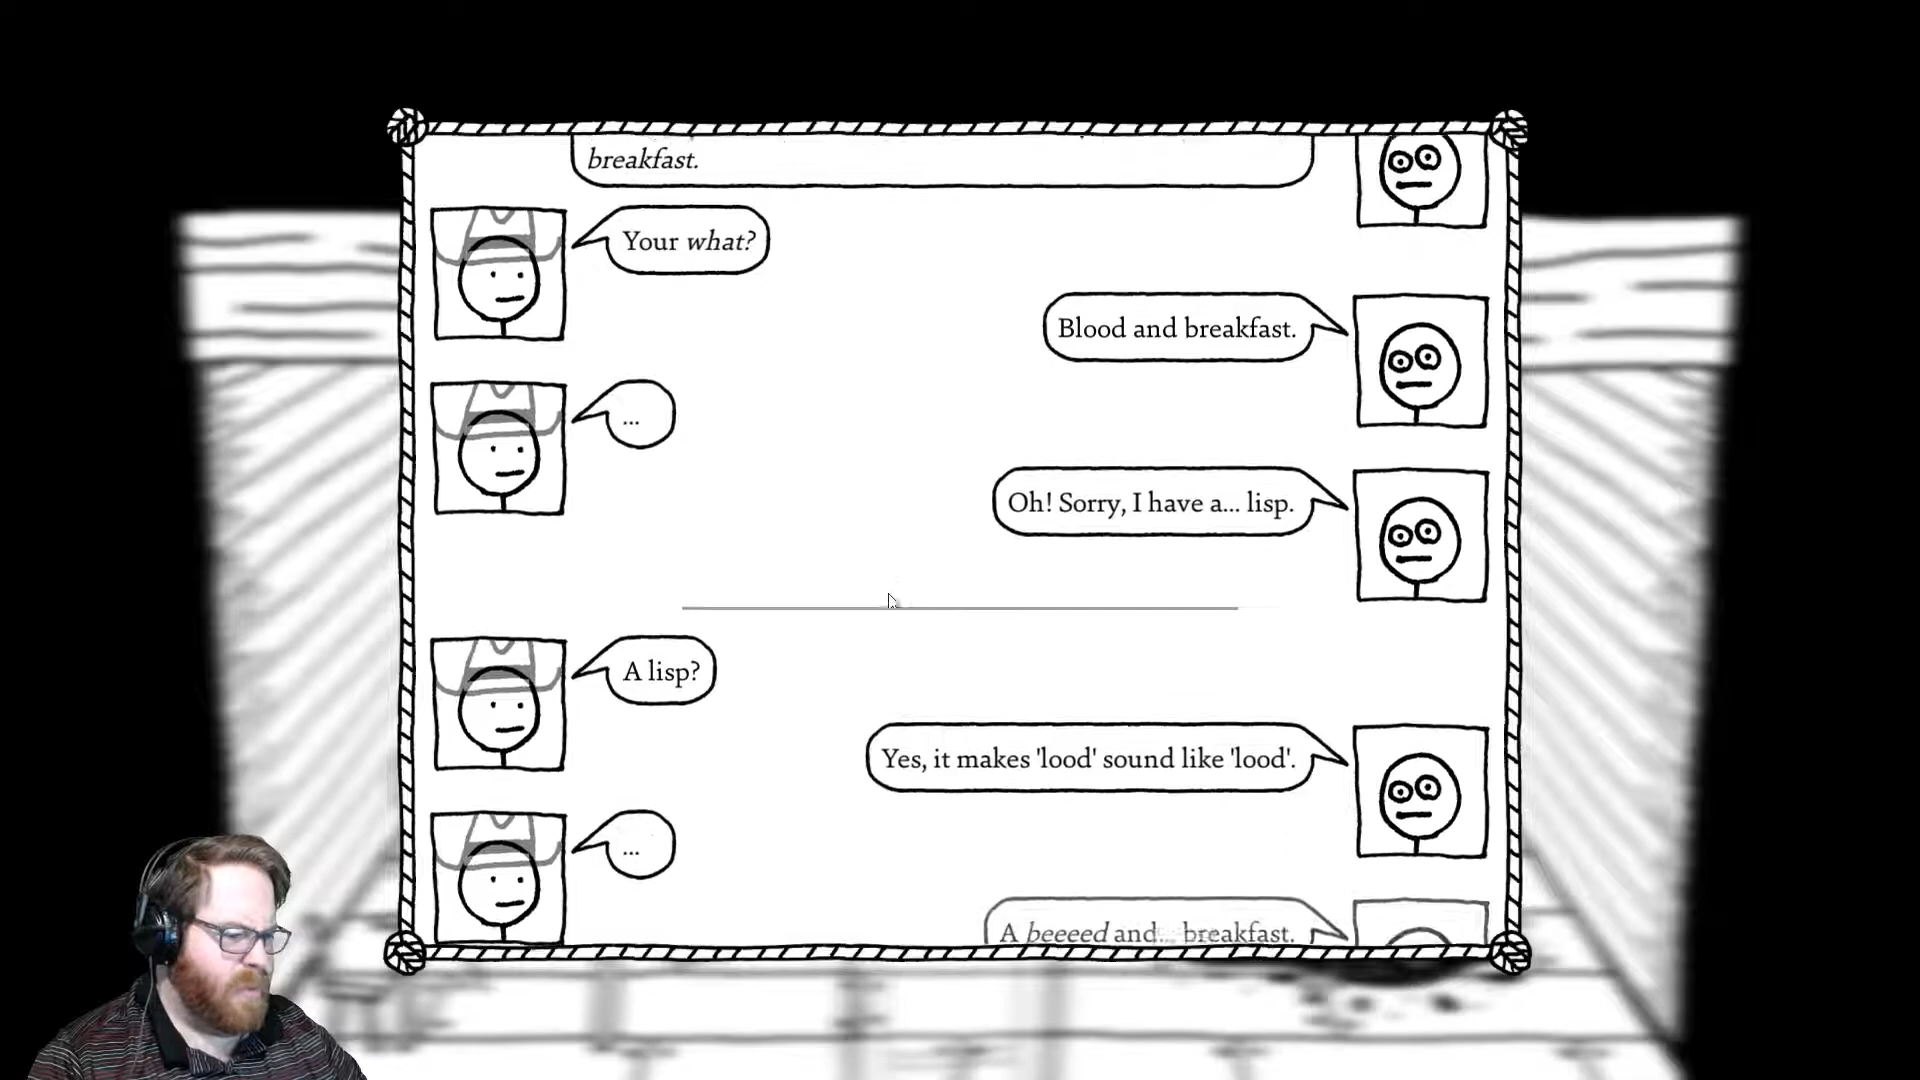 breakfast.
Your what?
Blood and breakfast.
...
Oh! Sorry, I have a... lisp.
A lisp?
Yes, it makes 'lood' sound like 'lood'.
...
A beeeed and... breakfast.